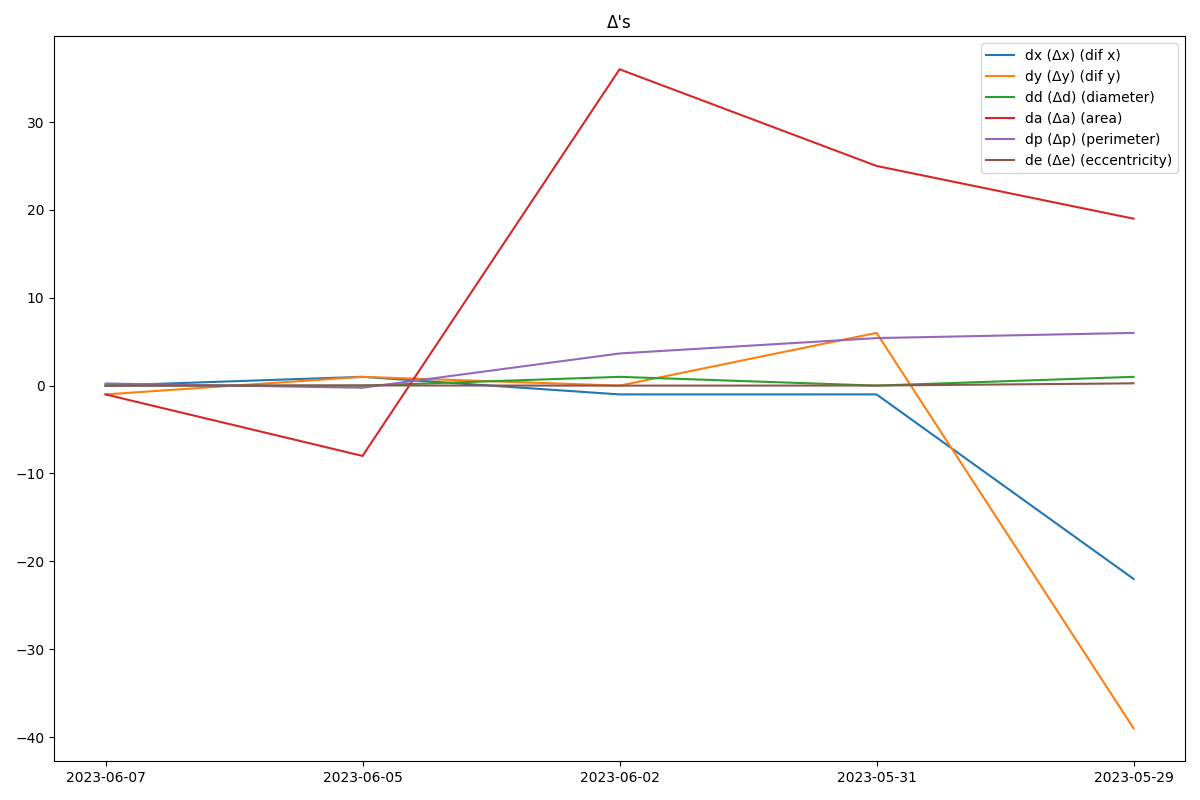 Δ's
dx (Δx) (dif x)
dy (Δy) (dif y)
dd (Δd) (diameter)
da (Δa) (area)
dp (Δp) (perimeter)
de (Δe) (eccentricity)
30
20
10
0
−10
−20
−30
−40
2023-06-07 2023-06-05 2023-06-02 2023-05-31 2023-05-29